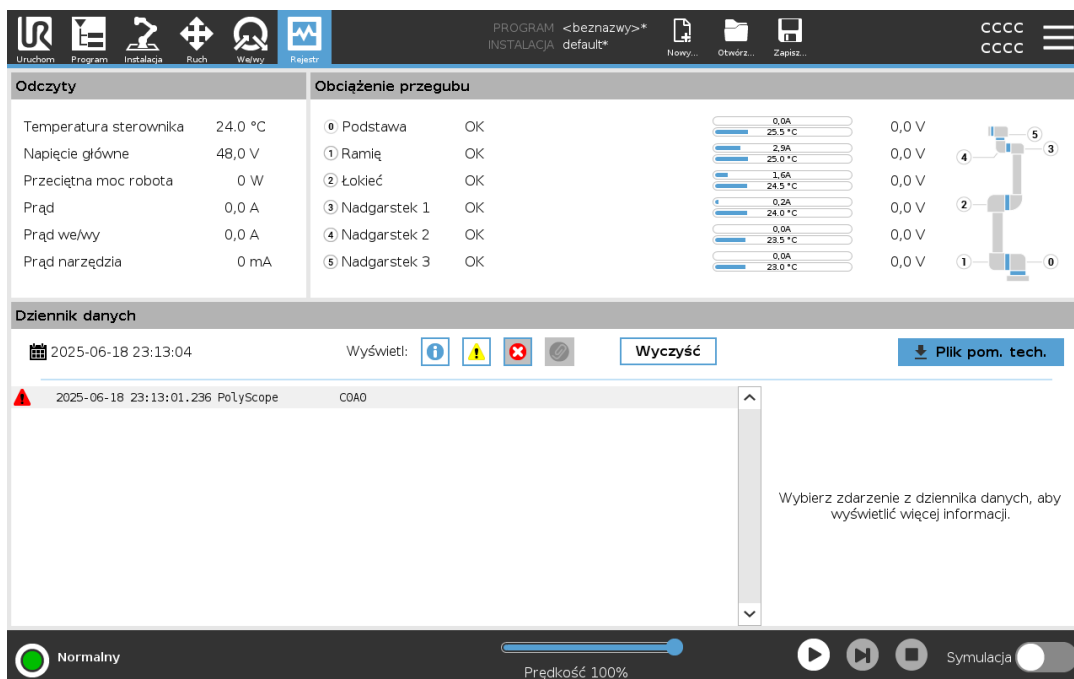 PROGRAM <beznazwy>*
INSTALACJA default*
CCCC
CCCC
Uruchom Program Instalacja Ruch We/wy Rejestr Nowy... Otwórz... Zapisz...
Odczyty
Temperatura sterownika 24.0 °C
Napięcie główne 48,0 V
Przeciętna moc robota 0 W
Prąd 0,0 A
Prąd we/wy 0,0 A
Prąd narzędzia 0 mA
Obciążenie przegubu
0 Podstawa OK 0,0A 25.5 °C 0,0 V
1 Ramię OK 2,9A 25.0 °C 0,0 V
2 Łokieć OK 1,6A 24.5 °C 0,0 V
3 Nadgarstek 1 OK 0,2A 24.0 °C 0,0 V
4 Nadgarstek 2 OK 0,0A 23.5 °C 0,0 V
5 Nadgarstek 3 OK 0,0A 23.0 °C 0,0 V
5
4 3
2
1 0
Dziennik danych
2025-06-18 23:13:04 Wyświetl: Wyczyść Plik pom. tech.
2025-06-18 23:13:01.236 PolyScope C0A0
Wybierz zdarzenie z dziennika danych, aby
wyświetlić więcej informacji.
Normalny
Prędkość 100%
Symulacja